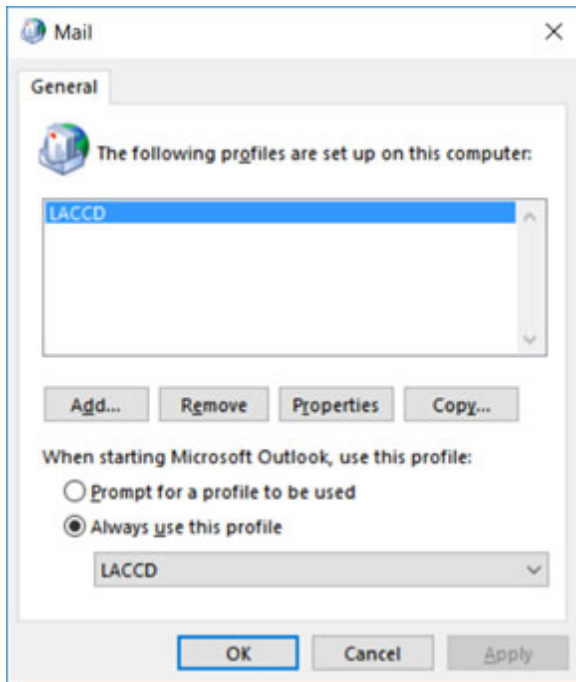 Mail
General
The following profiles are set up on this computer:
LACCD
Add... Remove Properties Copy...
When starting Microsoft Outlook, use this profile:
Prompt for a profile to be used
Always use this profile
LACCD
OK Cancel Apply